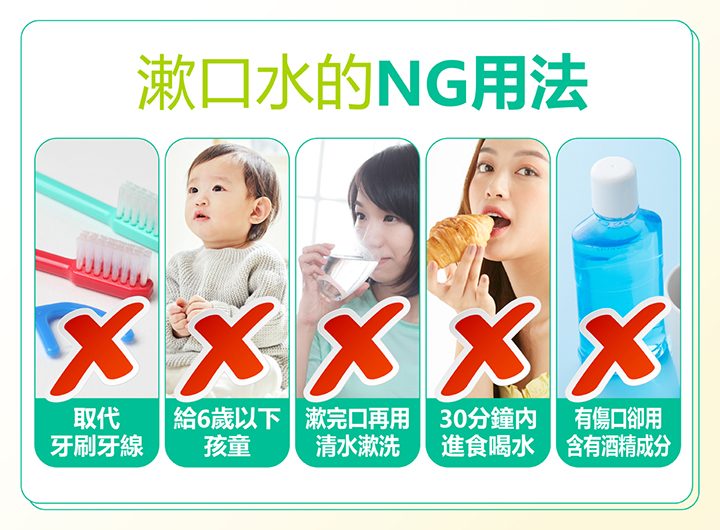 漱口水的NG用法
取代
牙刷牙線
給6歲以下
孩童
漱完口再用
清水漱洗
30分鐘內
進食喝水
有傷口卻用
含有酒精成分